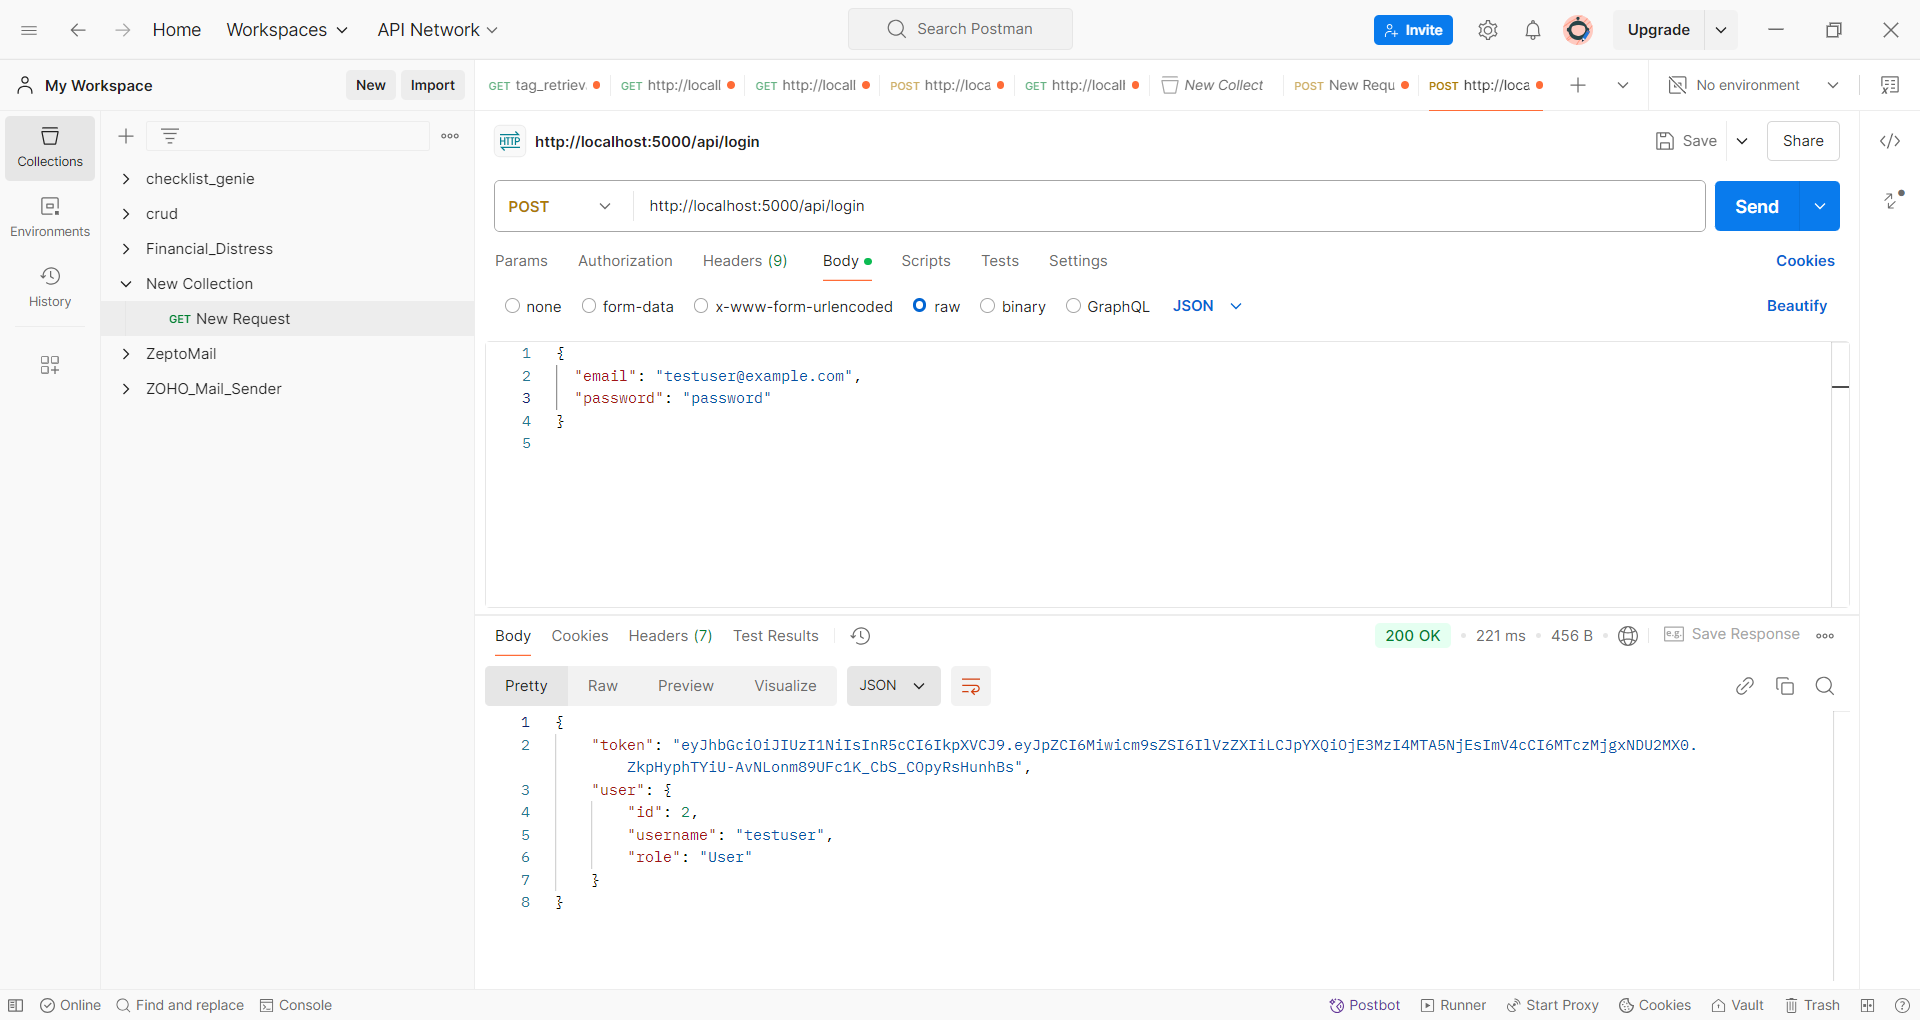 Home
Workspaces
API Network
Search Postman
Invite
Upgrade
My Workspace
New
Import
GET tag_retriev.
GET http://locall
GET http://locall
POST http://loca
GET http://locall
New Collect
POST New Requ
POST http://loca
No environment
Collections
Environments
History
checklist_genie
crud
Financial_Distress
New Collection
GET New Request
ZeptoMail
ZOHO_Mail_Sender
HTTP http://localhost:5000/api/login
Save
Share
POST
http://localhost:5000/api/login
Send
Params
Authorization
Headers (9)
Body
Scripts
Tests
Settings
Cookies
none
form-data
x-www-form-urlencoded
raw
binary
GraphQL
JSON
Beautify
1 {
2 "email": "testuser@example.com",
3 "password": "password"
4 }
5
Body
Cookies
Headers (7)
Test Results
200 OK
221 ms
456 B
e.g. Save Response
Pretty
Raw
Preview
Visualize
JSON
1 {
2 "token": "eyJhbGciOiJIUzI1NiIsInR5cCI6IkpXVCJ9.eyJpZCI6Miwicm9sZSI6IlVzZXIiLCJpYXQiOjE3MzI4MTA5NjEsImV4cCI6MTczMjgxNDU2MX0.
ZkpHyphTYiU-AvNLonm89UFc1K_CbS_COpyRsHunhBs",
3 "user": {
4 "id": 2,
5 "username": "testuser",
6 "role": "User"
7 }
8 }
Online
Find and replace
Console
Postbot
Runner
Start Proxy
Cookies
Vault
Trash